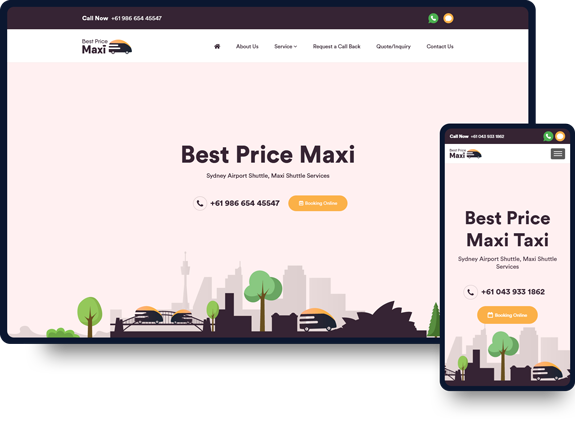 Call Now +61 986 654 45547
Best Price
Maxi
About Us
Service
Request a Call Back
Quote/Inquiry
Contact Us
Best Price Maxi
Sydney Airport Shuttle, Maxi Shuttle Services
+61 986 654 45547
Booking Online
Call Now +61 043 933 1862
Best Price
Maxi
Best Price
Maxi Taxi
Sydney Airport Shuttle, Maxi Shuttle
Services
+61 043 933 1862
Booking Online